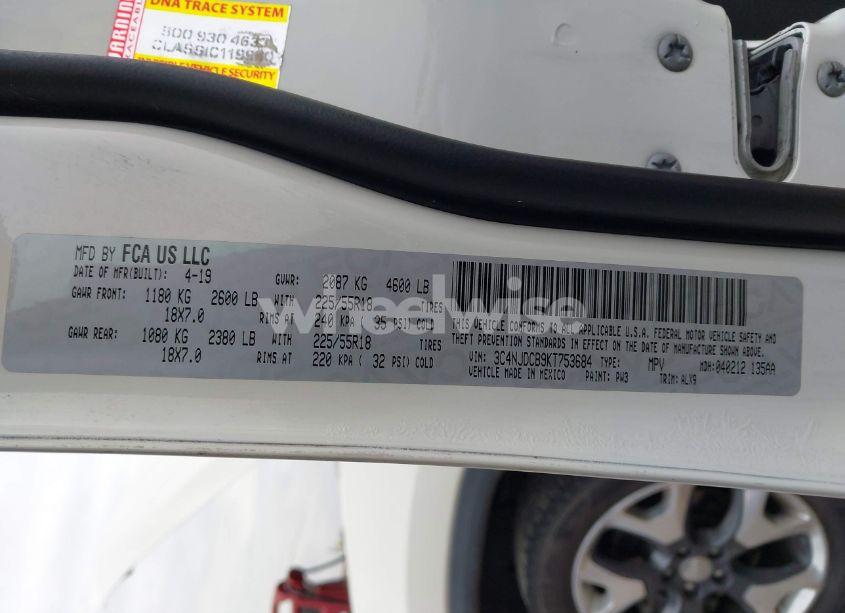 WARNING
DNA TRACE SYSTEM
800 930 4633
MFD BY FCA US LLC
DATE OF MFR(BUILT): 4-19 GVWR: 2087 KG 4600 LB
GAWR FRONT: 1180 KG 2600 LB WITH 225/55R18 TIRES
18X7.0 RIMS AT 240 KPA ( 35 PSI) COLD
GAWR REAR: 1080 KG 2380 LB WITH 225/55R18 TIRES
18X7.0 RIMS AT 220 KPA ( 32 PSI) COLD
THIS VEHICLE CONFORMS TO ALL APPLICABLE U.S.A. FEDERAL MOTOR VEHICLE SAFETY AND
THEFT PREVENTION STANDARDS IN EFFECT ON THE DATE OF MANUFACTURE SHOWN ABOVE.
VIN: 3C4NJDCB9KT753684 TYPE: MPV MDH: 040212 135AA
VEHICLE MADE IN MEXICO PAINT: PW3 TRIM: ALX9
wheelwise